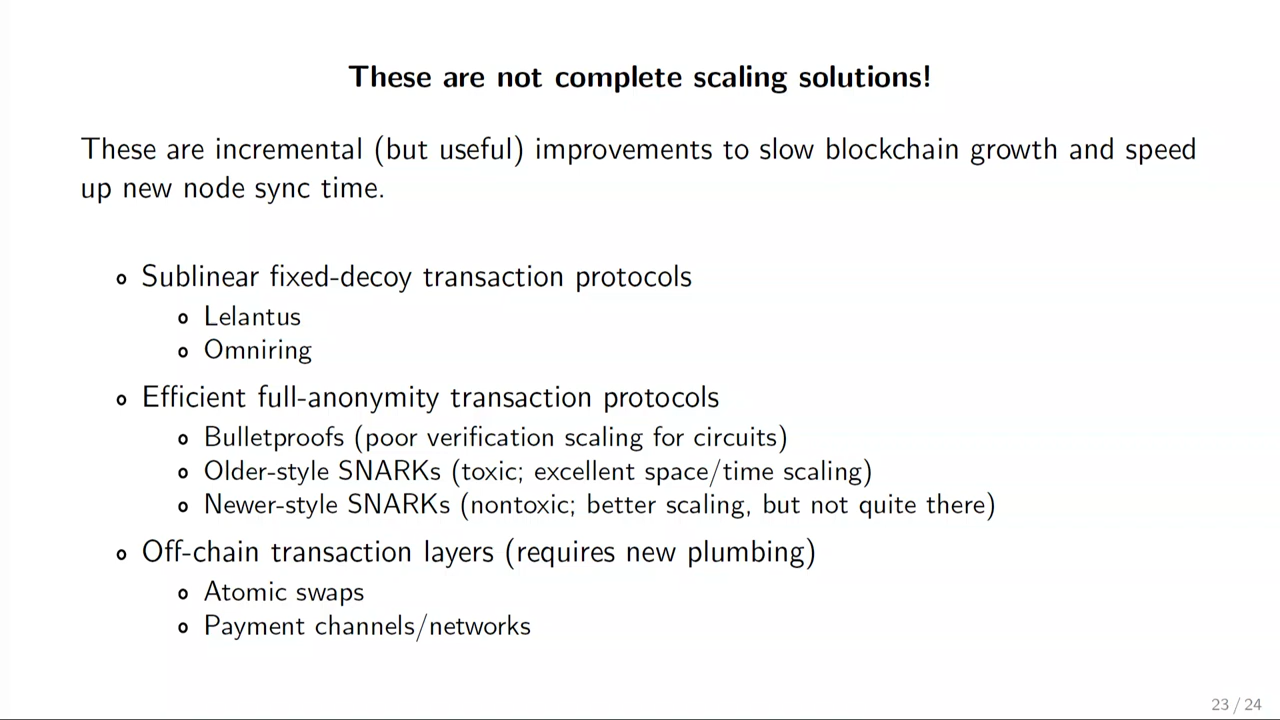 These are not complete scaling solutions!
These are incremental (but useful) improvements to slow blockchain growth and speed
up new node sync time.
Sublinear fixed-decoy transaction protocols
Lelantus
Omniring
Efficient full-anonymity transaction protocols
Bulletproofs (poor verification scaling for circuits)
Older-style SNARKs (toxic; excellent space/time scaling)
Newer-style SNARKs (nontoxic; better scaling, but not quite there)
Off-chain transaction layers (requires new plumbing)
Atomic swaps
Payment channels/networks
23 / 24